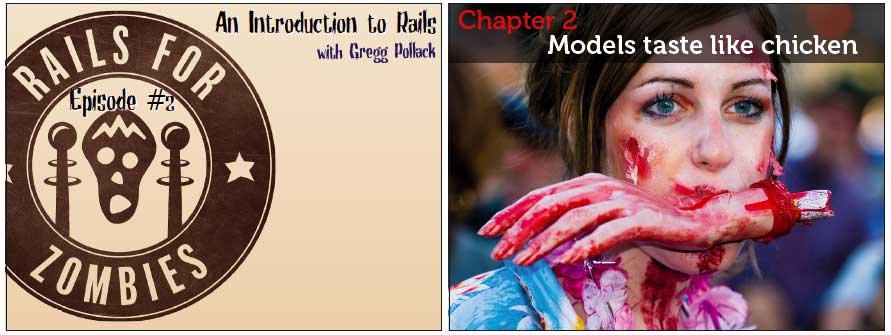 An Introduction to Rails
with Gregg Pollack
RAILS FOR
Episode #2
ZOMBIES
Chapter 2
Models taste like chicken